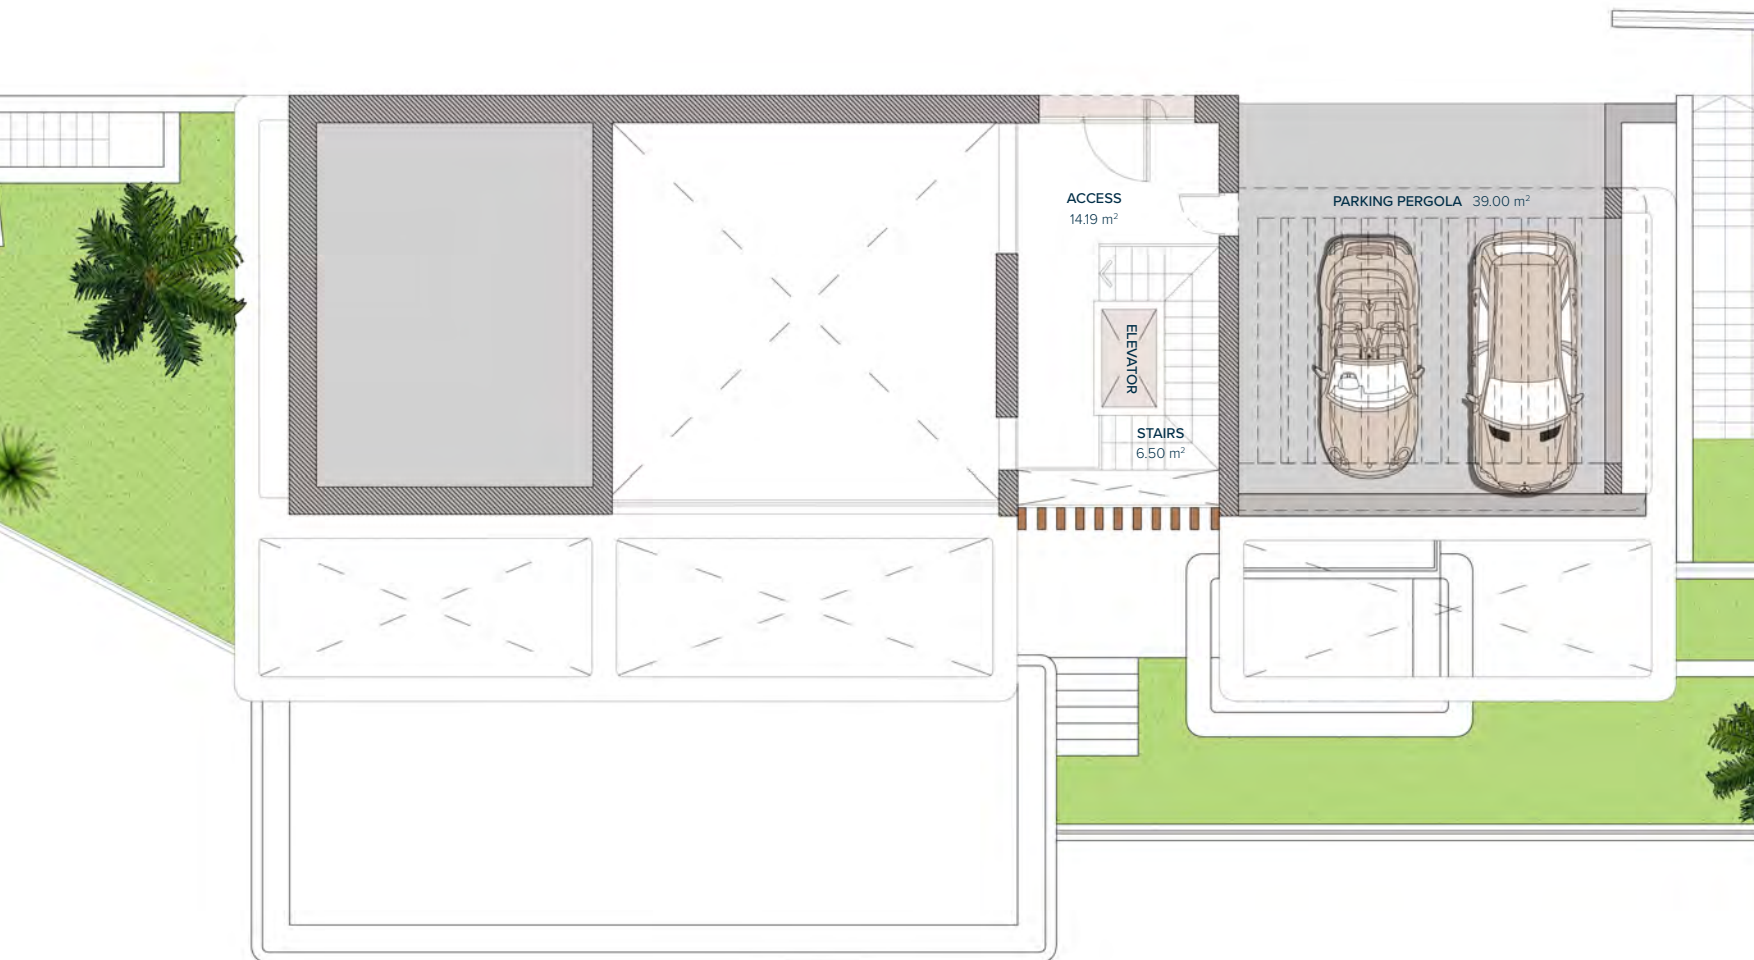 ACCESS
14.19 m²
PARKING PERGOLA 39.00 m²
ELEVATOR
STAIRS
6.50 m²